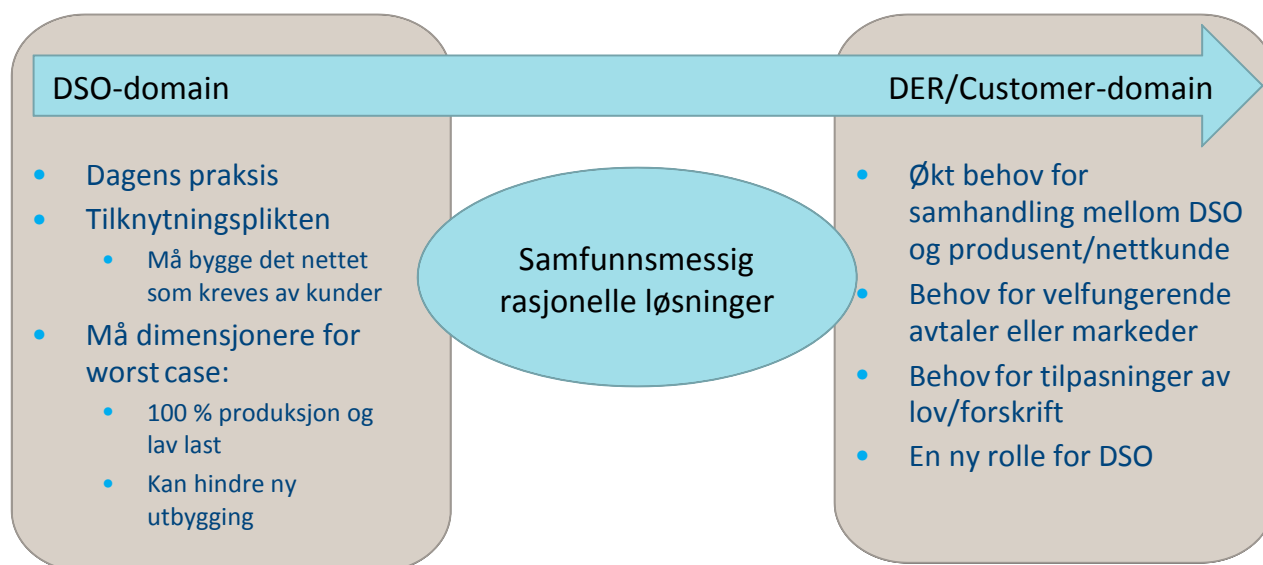 DSO-domain
DER/Customer-domain
• Dagens praksis
• Tilknytningsplikten
• Må bygge det nettet
som kreves av kunder
• Må dimensjonere for
worst case:
• 100 % produksjon og
lav last
• Kan hindre ny
utbygging
Samfunnsmessig
rasjonelle løsninger
• Økt behov for
samhandling mellom DSO
og produsent/nettkunde
• Behov for velfungerende
avtaler eller markeder
• Behov for tilpasninger av
lov/forskrift
• En ny rolle for DSO